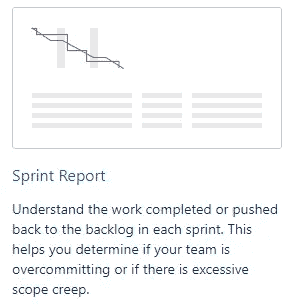 Sprint Report
Understand the work completed or pushed
back to the backlog in each sprint. This
helps you determine if your team is
overcommitting or if there is excessive
scope creep.